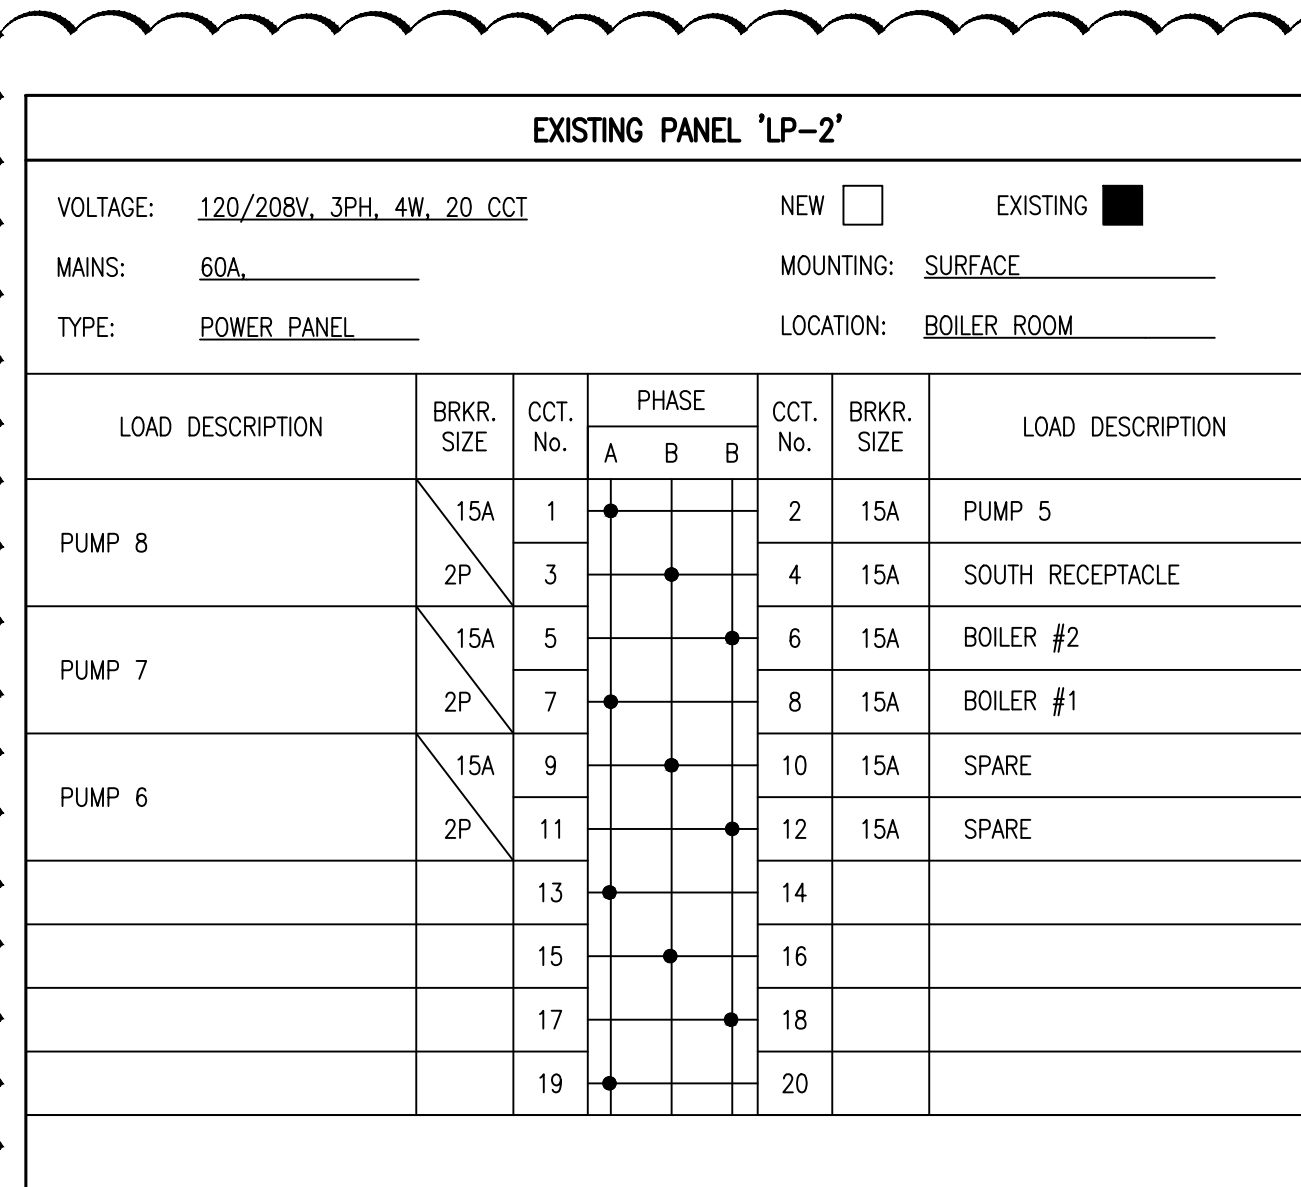 EXISTING PANEL 'LP-2'
VOLTAGE: 120/208V, 3PH, 4W, 20 CCT NEW EXISTING
MAINS: 60A, MOUNTING: SURFACE
TYPE: POWER PANEL LOCATION: BOILER ROOM
LOAD DESCRIPTION BRKR. SIZE CCT. No. PHASE CCT. No. BRKR. SIZE LOAD DESCRIPTION
A B B
PUMP 8 15A 1 2 15A PUMP 5
2P 3 4 15A SOUTH RECEPTACLE
PUMP 7 15A 5 6 15A BOILER #2
2P 7 8 15A BOILER #1
PUMP 6 15A 9 10 15A SPARE
2P 11 12 15A SPARE
13 14
15 16
17 18
19 20